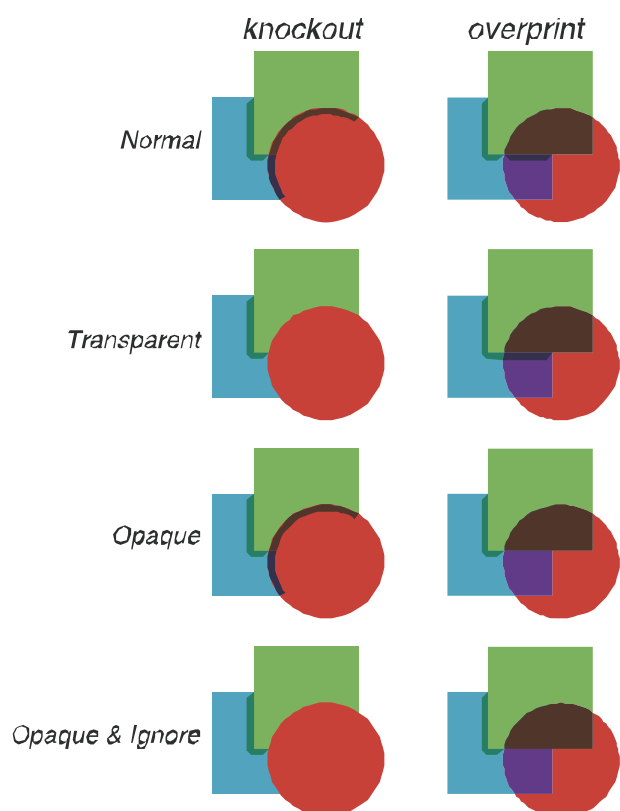 knockout overprint
Normal
Transparent
Opaque
Opaque & Ignore